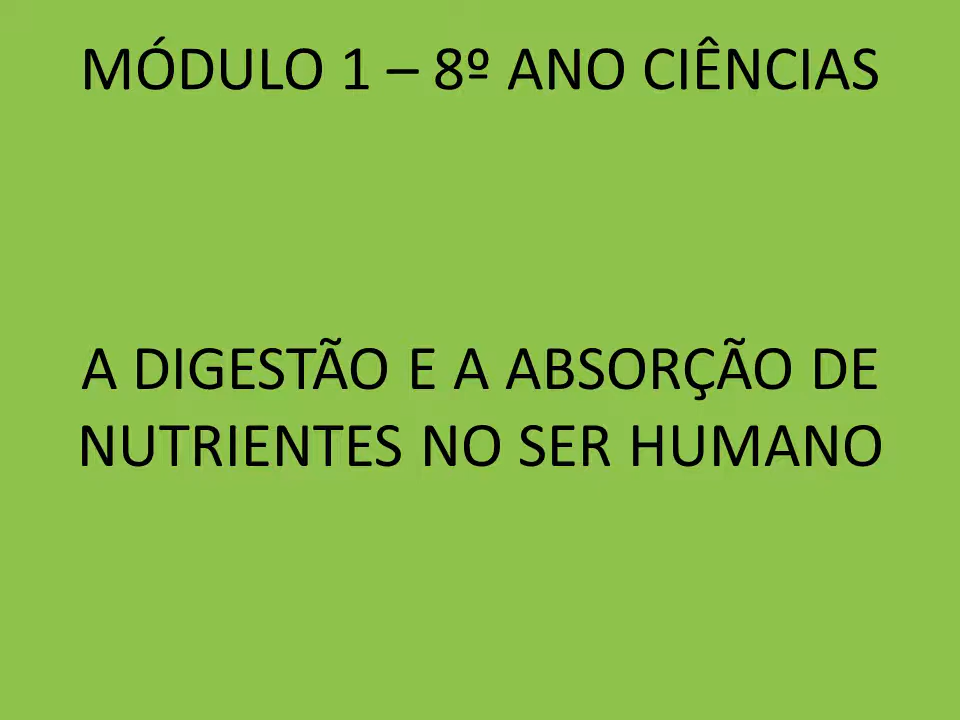 MÓDULO 1 – 8º ANO CIÊNCIAS
A DIGESTÃO E A ABSORÇÃO DE
NUTRIENTES NO SER HUMANO